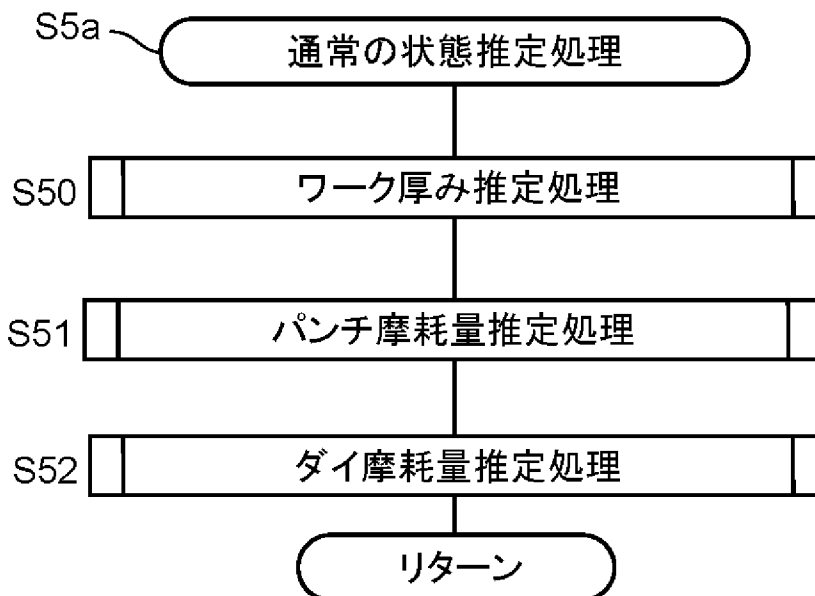 S5a 通常の状態推定処理
S50 ワーク厚み推定処理
S51 パンチ摩耗量推定処理
S52 ダイ摩耗量推定処理
リターン